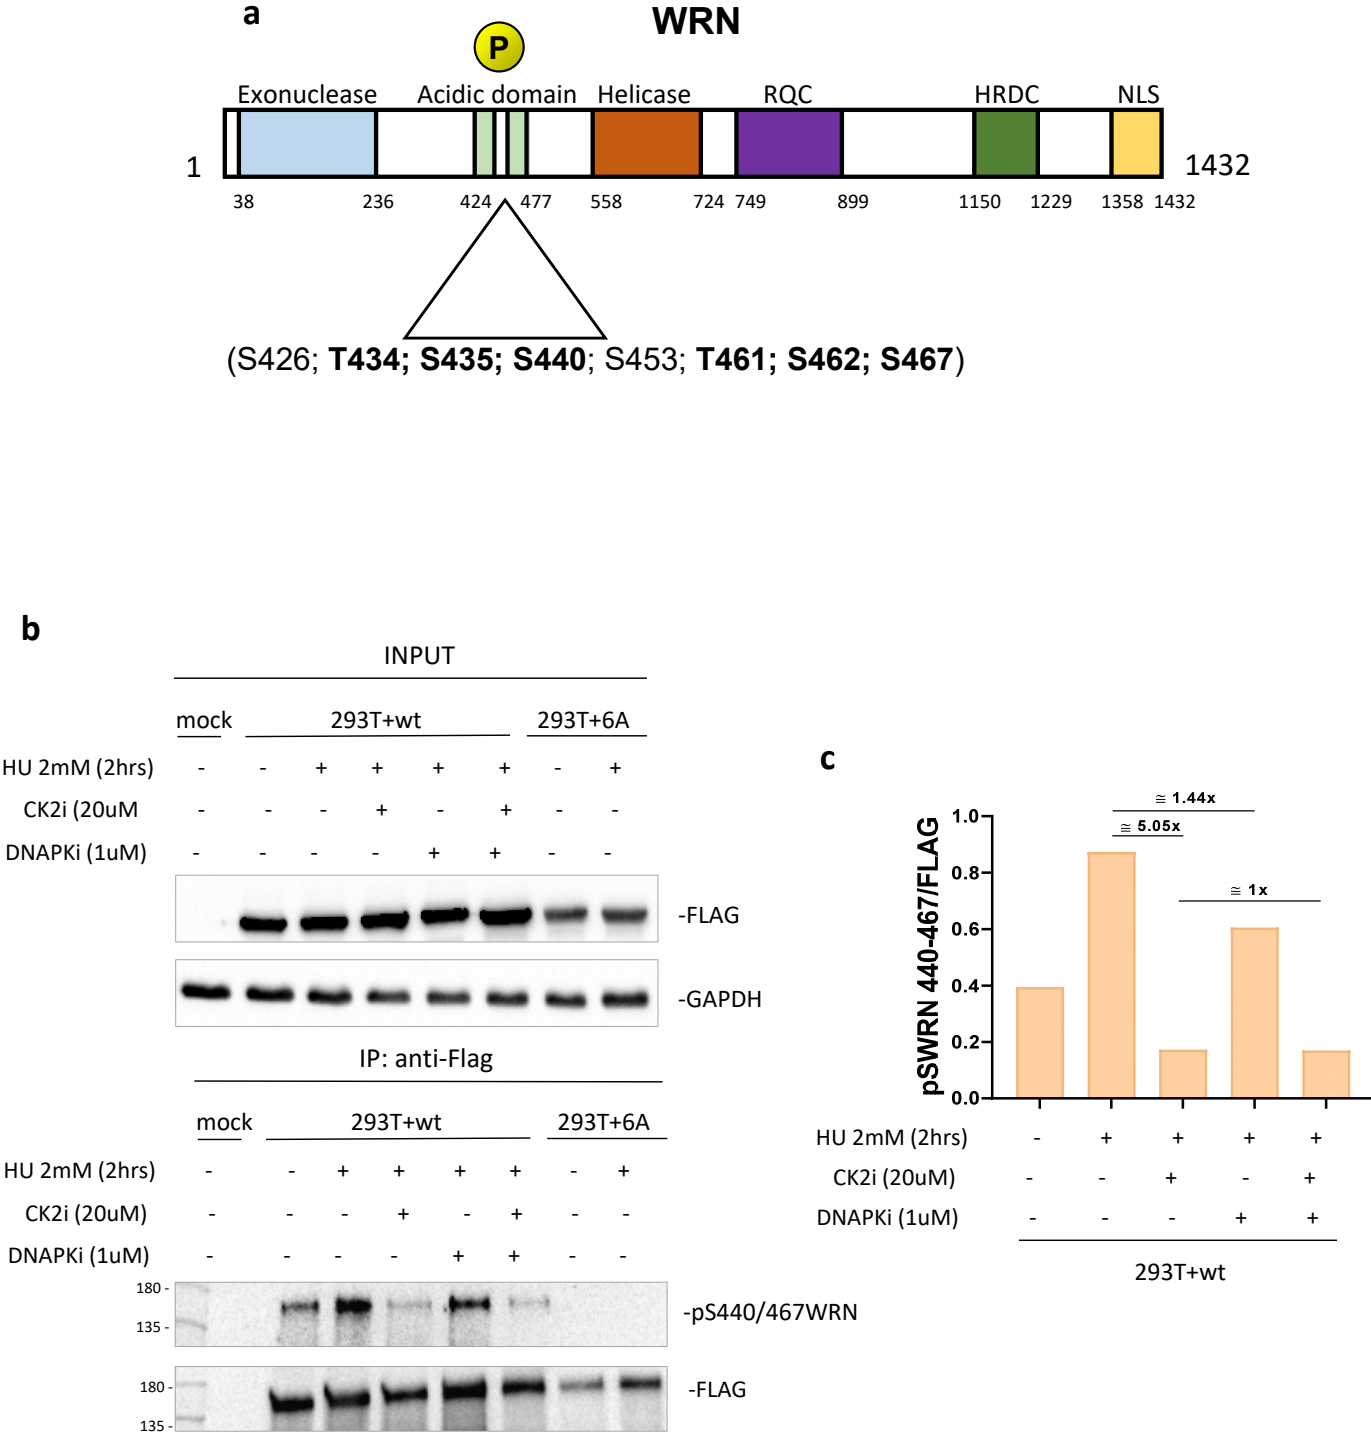 a
WRN
P
Exonuclease Acidic domain Helicase RQC HRDC NLS
1 1432
38 236 424 477 558 724 749 899 1150 1229 1358 1432
(S426; T434; S435; S440; S453; T461; S462; S467)
b
INPUT
mock 293T+wt 293T+6A
HU 2mM (2hrs) - - + + + + - +
CK2i (20uM - - - + - + - -
DNAPKi (1uM) - - - - + + - -
-FLAG
-GAPDH
IP: anti-Flag
mock 293T+wt 293T+6A
HU 2mM (2hrs) - - + + + + - +
CK2i (20uM) - - - + - + - -
DNAPKi (1uM) - - - - + + - -
180 -
135 -
-pS440/467WRN
180 -
135 -
-FLAG
c
pSWRN 440-467/FLAG
≅ 1.44x
≅ 5.05x
≅ 1x
1.0
0.8
0.6
0.4
0.2
0.0
HU 2mM (2hrs) - + + + +
CK2i (20uM) - - + - +
DNAPKi (1uM) - - - + +
293T+wt